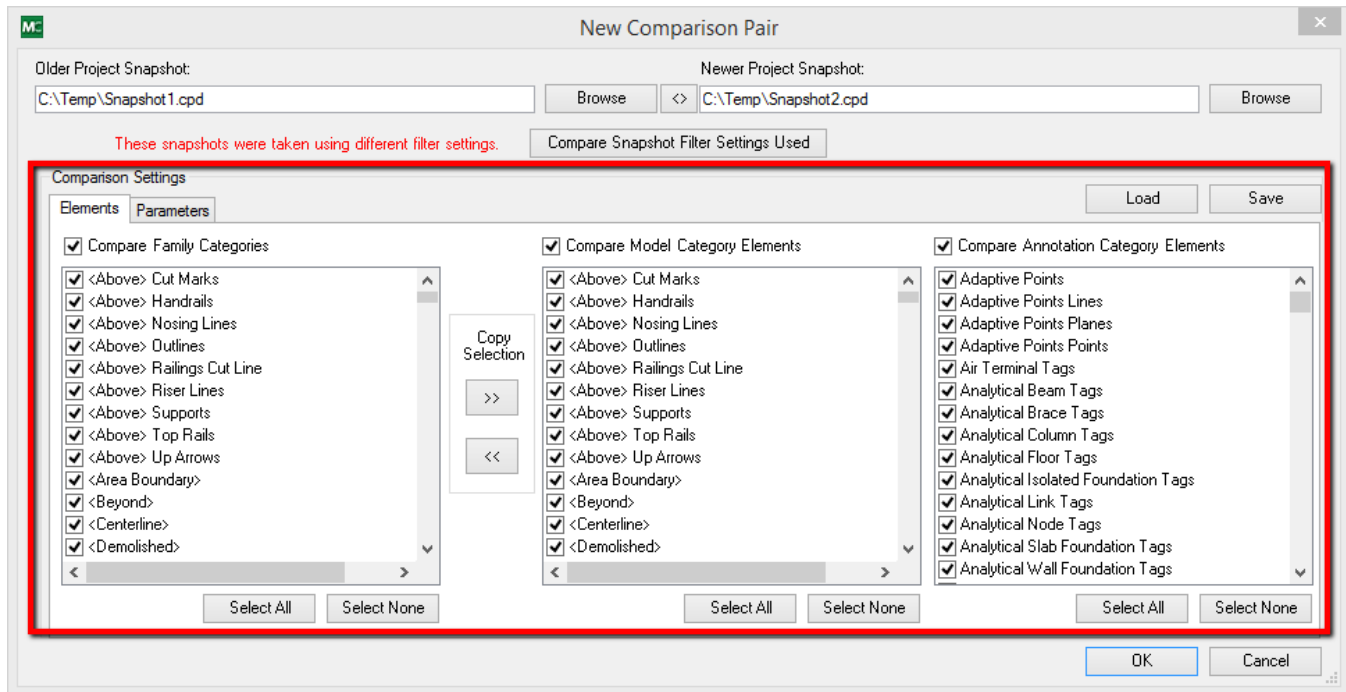 MC
New Comparison Pair
Older Project Snapshot:
Newer Project Snapshot:
C:\Temp\Snapshot1.cpd
Browse
<>
C:\Temp\Snapshot2.cpd
Browse
These snapshots were taken using different filter settings.
Compare Snapshot Filter Settings Used
Comparison Settings
Load
Save
Elements
Parameters
Compare Family Categories
<Above> Cut Marks
<Above> Handrails
<Above> Nosing Lines
<Above> Outlines
<Above> Railings Cut Line
<Above> Riser Lines
<Above> Supports
<Above> Top Rails
<Above> Up Arrows
<Area Boundary>
<Beyond>
<Centerline>
<Demolished>
Select All
Select None
Copy
Selection
>>
<<
Compare Model Category Elements
<Above> Cut Marks
<Above> Handrails
<Above> Nosing Lines
<Above> Outlines
<Above> Railings Cut Line
<Above> Riser Lines
<Above> Supports
<Above> Top Rails
<Above> Up Arrows
<Area Boundary>
<Beyond>
<Centerline>
<Demolished>
Select All
Select None
Compare Annotation Category Elements
Adaptive Points
Adaptive Points Lines
Adaptive Points Planes
Adaptive Points Points
Air Terminal Tags
Analytical Beam Tags
Analytical Brace Tags
Analytical Column Tags
Analytical Floor Tags
Analytical Isolated Foundation Tags
Analytical Link Tags
Analytical Node Tags
Analytical Slab Foundation Tags
Analytical Wall Foundation Tags
Select All
Select None
OK
Cancel